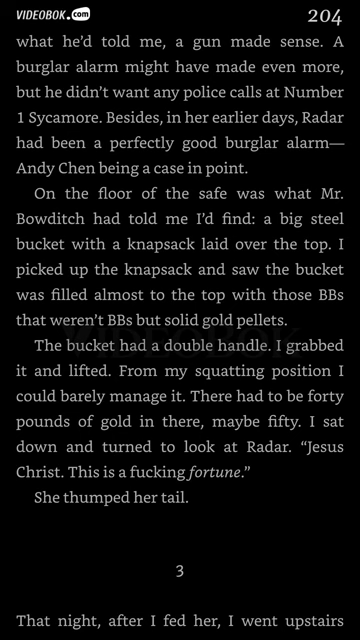 VIDEOBOK.com
204
what he’d told me, a gun made sense. A
burglar alarm might have made even more,
but he didn’t want any police calls at Number
1 Sycamore. Besides, in her earlier days, Radar
had been a perfectly good burglar alarm—
Andy Chen being a case in point.
On the floor of the safe was what Mr.
Bowditch had told me I’d find: a big steel
bucket with a knapsack laid over the top. I
picked up the knapsack and saw the bucket
was filled almost to the top with those BBs
that weren’t BBs but solid gold pellets.
VIDEOBOK
The bucket had a double handle. I grabbed
it and lifted. From my squatting position I
could barely manage it. There had to be forty
pounds of gold in there, maybe fifty. I sat
down and turned to look at Radar. “Jesus
Christ. This is a fucking fortune.”
She thumped her tail.
3
That night, after I fed her, I went upstairs